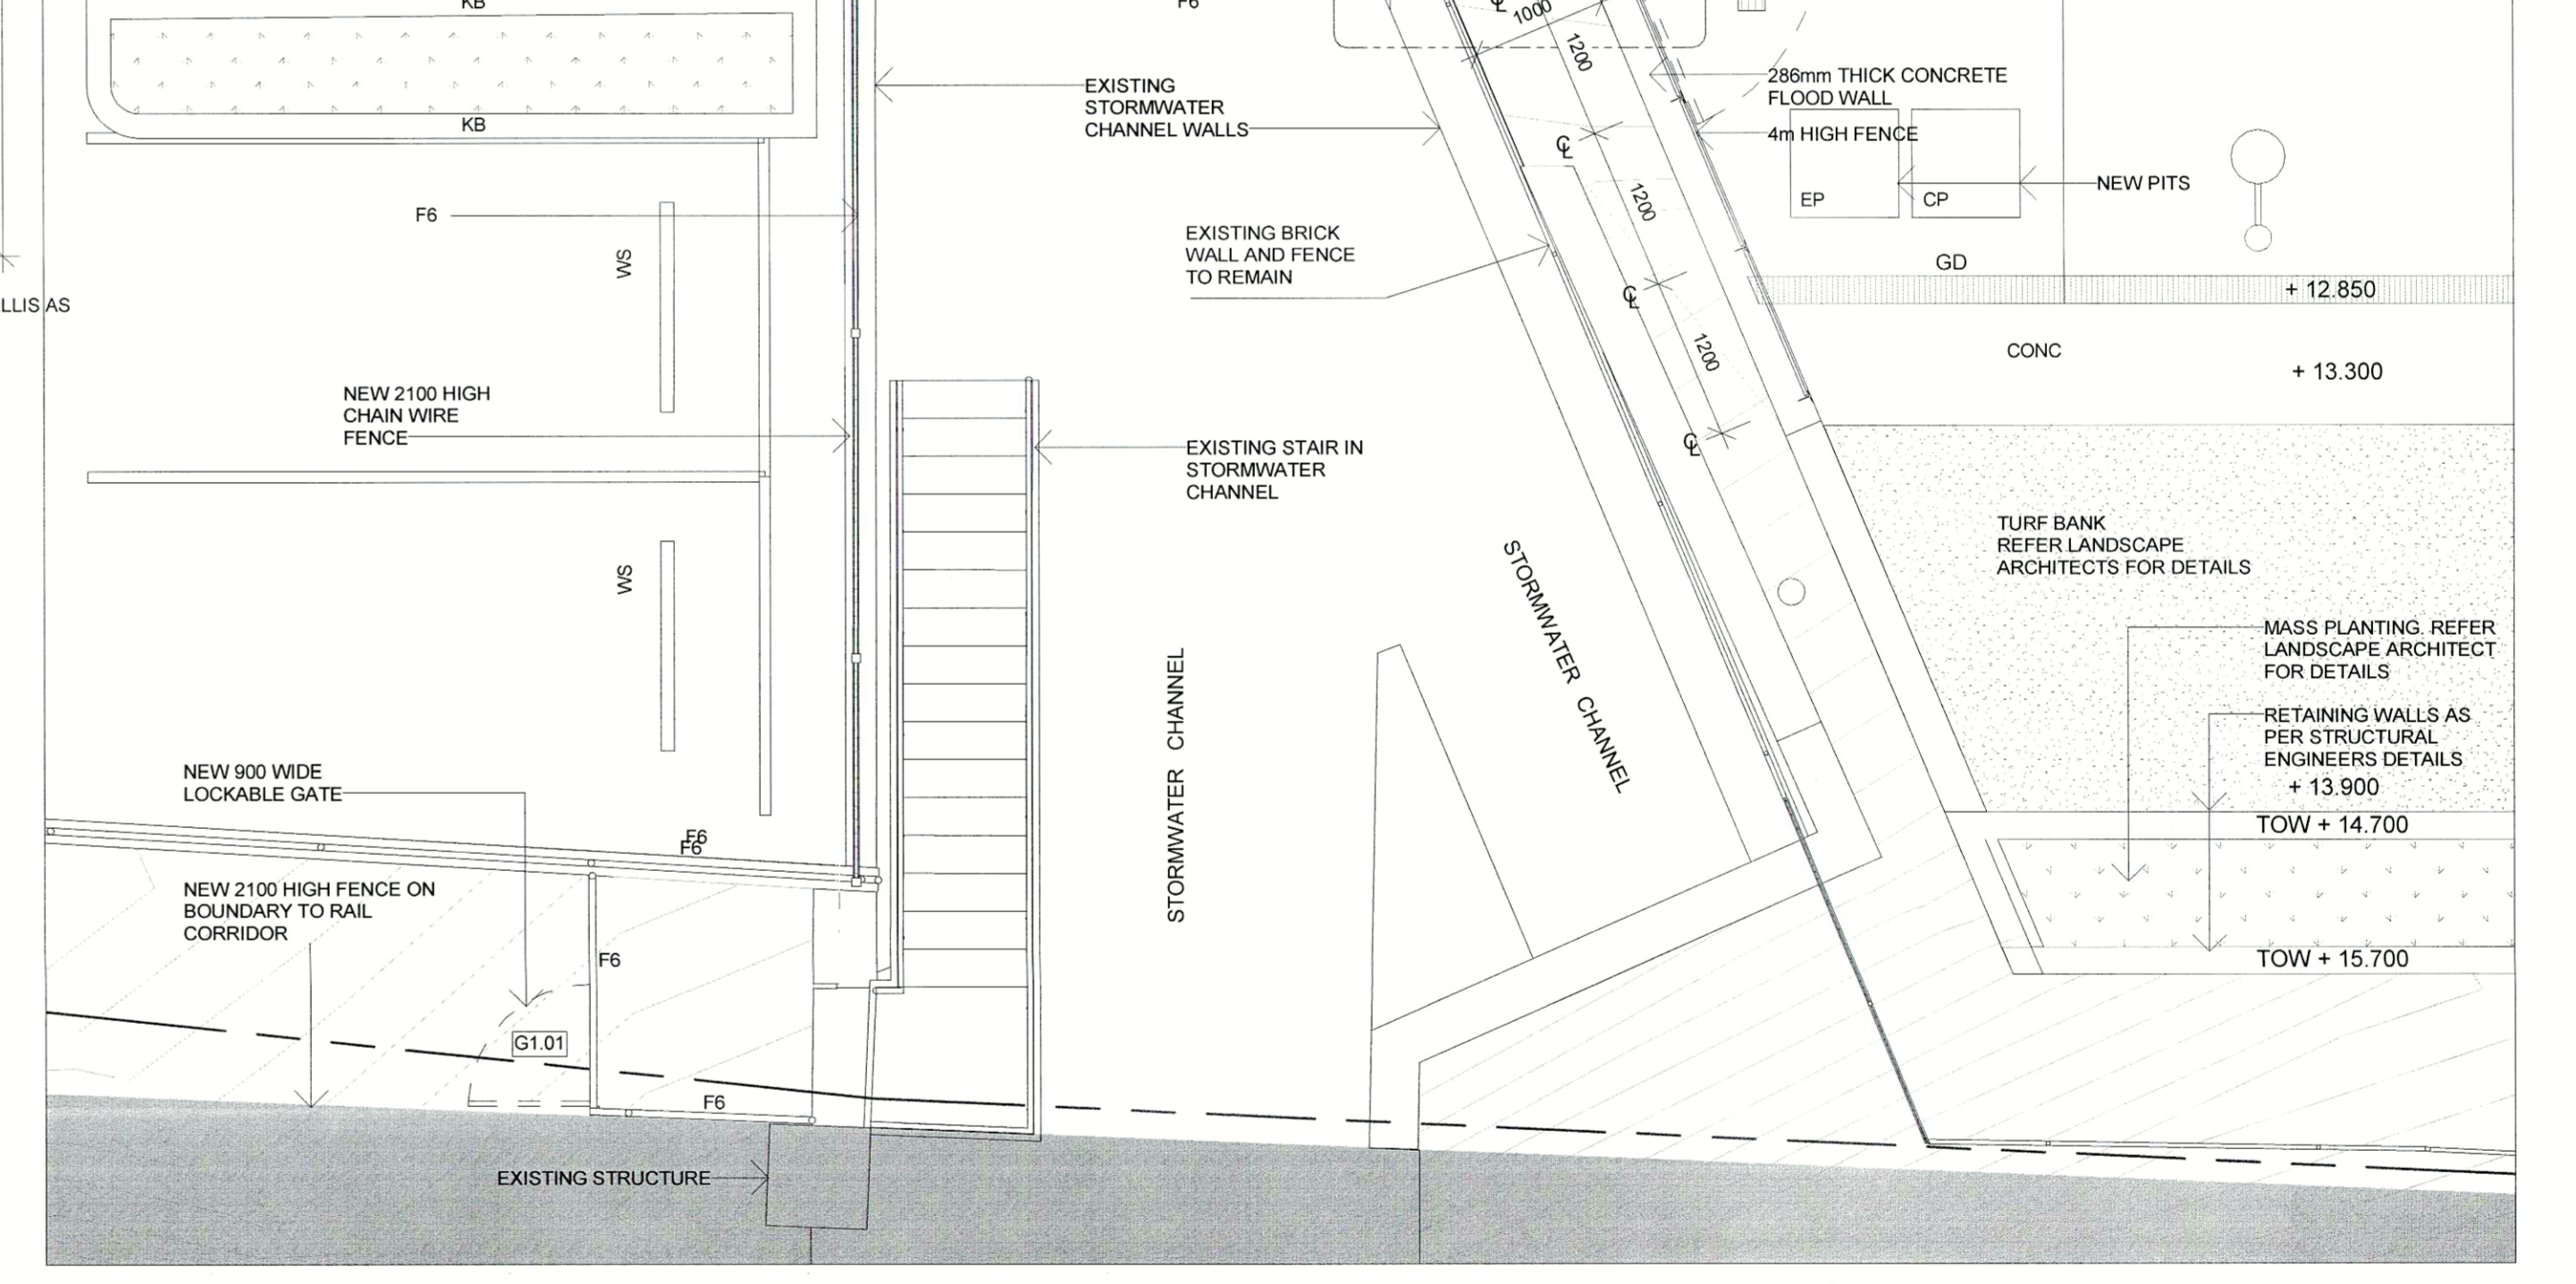 KB
KB
F6
1000
1200
1200
1200
EXISTING
STORMWATER
CHANNEL WALLS
286mm THICK CONCRETE
FLOOD WALL
4m HIGH FENCE
NEW PITS
EP
CP
F6
WS
EXISTING BRICK
WALL AND FENCE
TO REMAIN
GD
+ 12.850
LLIS AS
CONC
+ 13.300
NEW 2100 HIGH
CHAIN WIRE
FENCE
EXISTING STAIR IN
STORMWATER
CHANNEL
WS
TURF BANK
REFER LANDSCAPE
ARCHITECTS FOR DETAILS
STORMWATER CHANNEL
STORMWATER CHANNEL
MASS PLANTING. REFER
LANDSCAPE ARCHITECT
FOR DETAILS
RETAINING WALLS AS
PER STRUCTURAL
ENGINEERS DETAILS
+ 13.900
TOW + 14.700
NEW 900 WIDE
LOCKABLE GATE
F6
F6
NEW 2100 HIGH FENCE ON
BOUNDARY TO RAIL
CORRIDOR
F6
TOW + 15.700
G1.01
F6
EXISTING STRUCTURE